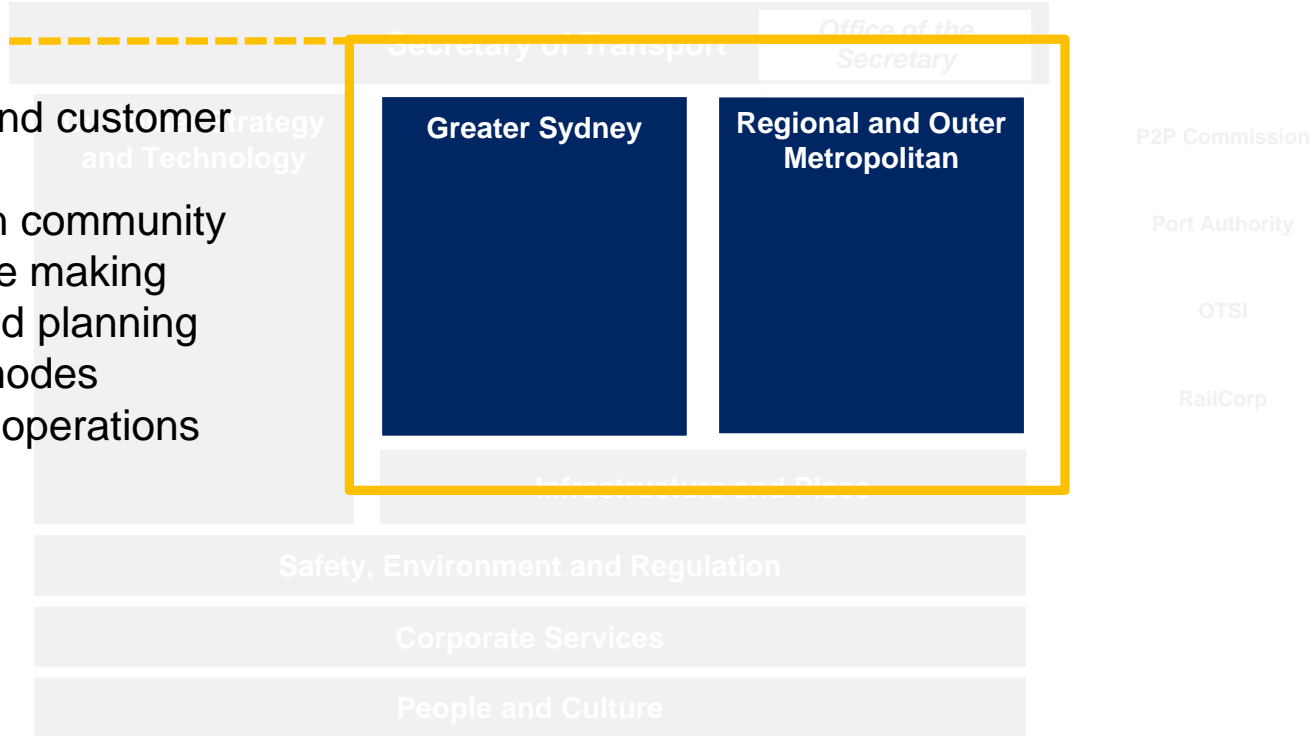 Secretary of Transport
Office of the
Secretary
nd customer
rategy
and Technology
n community
e making
d planning
nodes
operations
Greater Sydney
Regional and Outer
Metropolitan
Infrastructure and Place
Safety, Environment and Regulation
Corporate Services
People and Culture
P2P Commission
Port Authority
OTSI
RailCorp